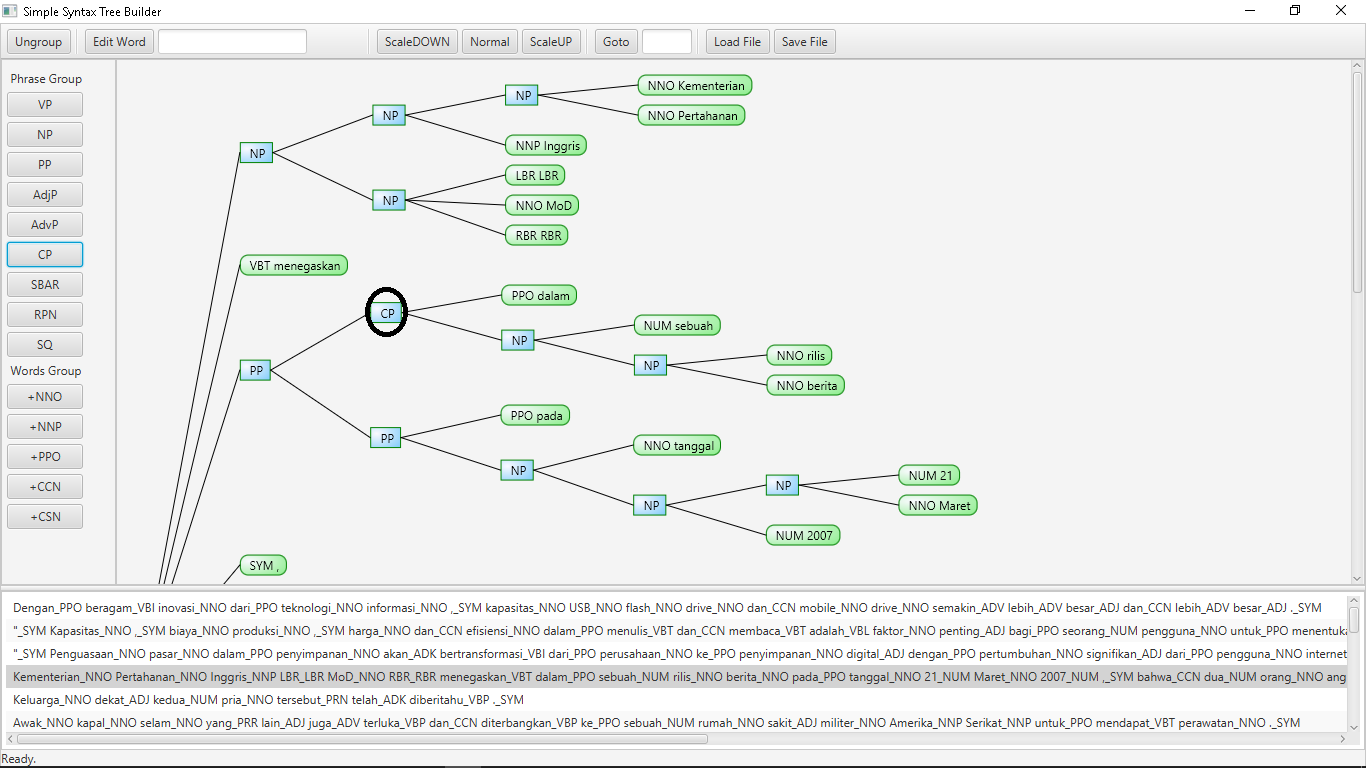 Simple Syntax Tree Builder
Ungroup Edit Word ScaleDOWN Normal ScaleUP Goto Load File Save File
Phrase Group
VP
NP
PP
AdjP
AdvP
CP
SBAR
RPN
SQ
Words Group
+NNO
+NNP
+PPO
+CCN
+CSN
NNO Kementerian
NP
NP NNO Pertahanan
NNP Inggris
NP
LBR LBR
NP NNO MoD
RBR RBR
VBT menegaskan
PPO dalam
CP
NUM sebuah
NP
NNO rilis
NP
PP
NNO berita
PPO pada
PP
NNO tanggal
NP
NUM 21
NP
NP NNO Maret
NUM 2007
SYM ,
Dengan_PPO beragam_VBI inovasi_NNO dari_PPO teknologi_NNO informasi_NNO ,_SYM kapasitas_NNO USB_NNO flash_NNO drive_NNO dan_CCN mobile_NNO drive_NNO semakin_ADV lebih_ADV besar_ADJ dan_CCN lebih_ADV besar_ADJ ._SYM
"_SYM Kapasitas_NNO ,_SYM biaya_NNO produksi_NNO ,_SYM harga_NNO dan_CCN efisiensi_NNO dalam_PPO menulis_VBT dan_CCN membaca_VBT adalah_VBL faktor_NNO penting_ADJ bagi_PPO seorang_NUM pengguna_NNO untuk_PPO menentuka
"_SYM Penguasaan_NNO pasar_NNO dalam_PPO penyimpanan_NNO akan_ADK bertransformasi_VBI dari_PPO perusahaan_NNO ke_PPO penyimpanan_NNO digital_ADJ dengan_PPO pertumbuhan_NNO signifikan_ADJ dari_PPO pengguna_NNO internet
Kementerian_NNO Pertahanan_NNO Inggris_NNP LBR_LBR MoD_NNO RBR_RBR menegaskan_VBT dalam_PPO sebuah_NUM rilis_NNO berita_NNO pada_PPO tanggal_NNO 21_NUM Maret_NNO 2007_NUM ,_SYM bahwa_CCN dua_NUM orang_NNO ang
Keluarga_NNO dekat_ADJ kedua_NUM pria_NNO tersebut_PRN telah_ADK diberitahu_VBP ._SYM
Awak_NNO kapal_NNO selam_NNO yang_PRR lain_ADJ juga_ADV terluka_VBP dan_CCN diterbangkan_VBP ke_PPO sebuah_NUM rumah_NNO sakit_ADJ militer_NNO Amerika_NNP Serikat_NNP untuk_PPO mendapat_VBT perawatan_NNO ._SYM
Ready.